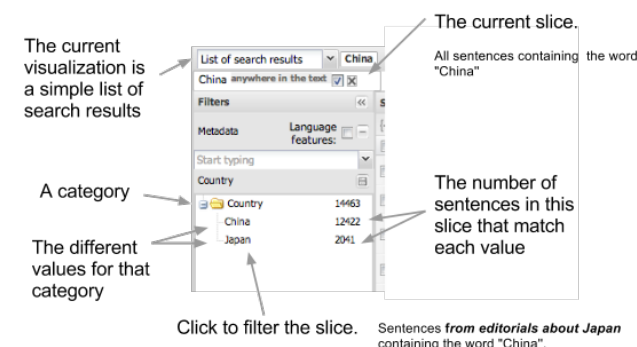 The current slice.
The current
visualization is
a simple list of
search results
List of search results
China
All sentences containing the word
"China"
China anywhere in the text
Filters
Metadata
Language
features:
Start typing
Country
A category
Country 14463
China 12422
Japan 2041
The number of
sentences in this
slice that match
each value
The different
values for that
category
Click to filter the slice.
Sentences from editorials about Japan
containing the word "China".